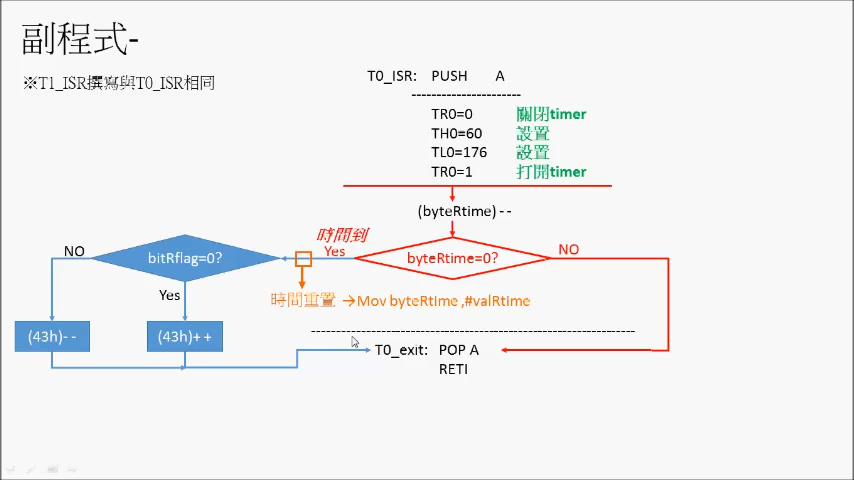 副程式-
※T1_ISR撰寫與T0_ISR相同
T0_ISR: PUSH A
----------------------
TR0=0 關閉timer
TH0=60 設置
TL0=176 設置
TR0=1 打開timer
(byteRtime) - -
時間到
NO
bitRflag=0?
Yes
byteRtime=0?
NO
Yes
時間重置 →Mov byteRtime ,#valRtime
(43h)- -
(43h)+ +
-----------------------------------------------------------------
T0_exit: POP A
RETI